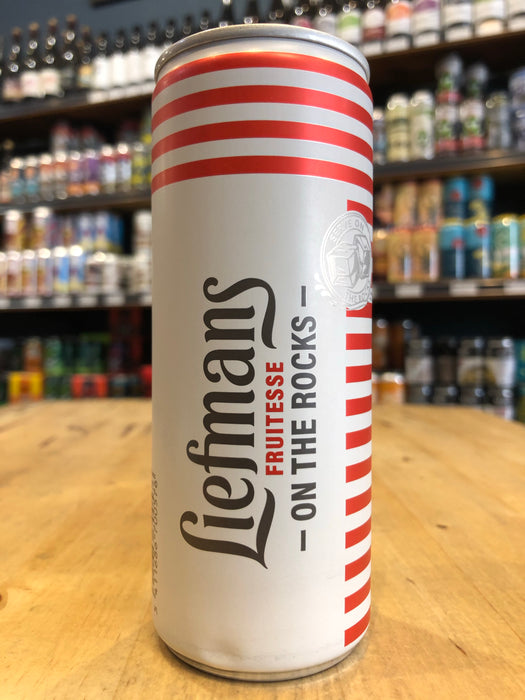 Liefmans
FRUITESSE
— ON THE ROCKS —